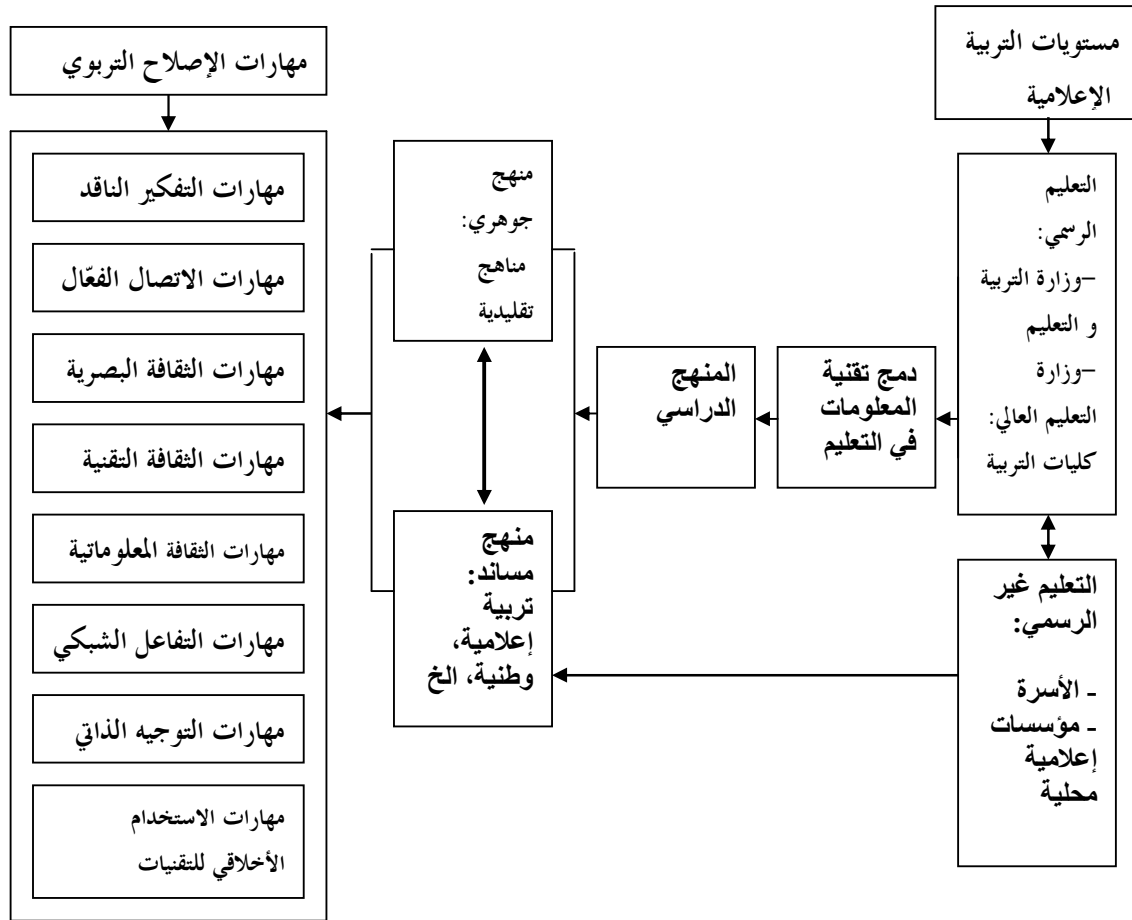 مستويات التربية
الإعلامية
التعليم
الرسمي:
-وزارة التربية
و التعليم
-وزارة
التعليم العالي:
كليات التربية
التعليم غير
الرسمي:
- الأسرة
- مؤسسات
إعلامية
محلية
دمج تقنية
المعلومات
في التعليم
المنهج
الدراسي
منهج
جوهري:
مناهج
تقليدية
منهج
مساند:
تربية
إعلامية،
وطنية، الخ
مهارات الإصلاح التربوي
مهارات التفكير الناقد
مهارات الاتصال الفعّال
مهارات الثقافة البصرية
مهارات الثقافة التقنية
مهارات الثقافة المعلوماتية
مهارات التفاعل الشبكي
مهارات التوجيه الذاتي
مهارات الاستخدام
الأخلاقي للتقنيات